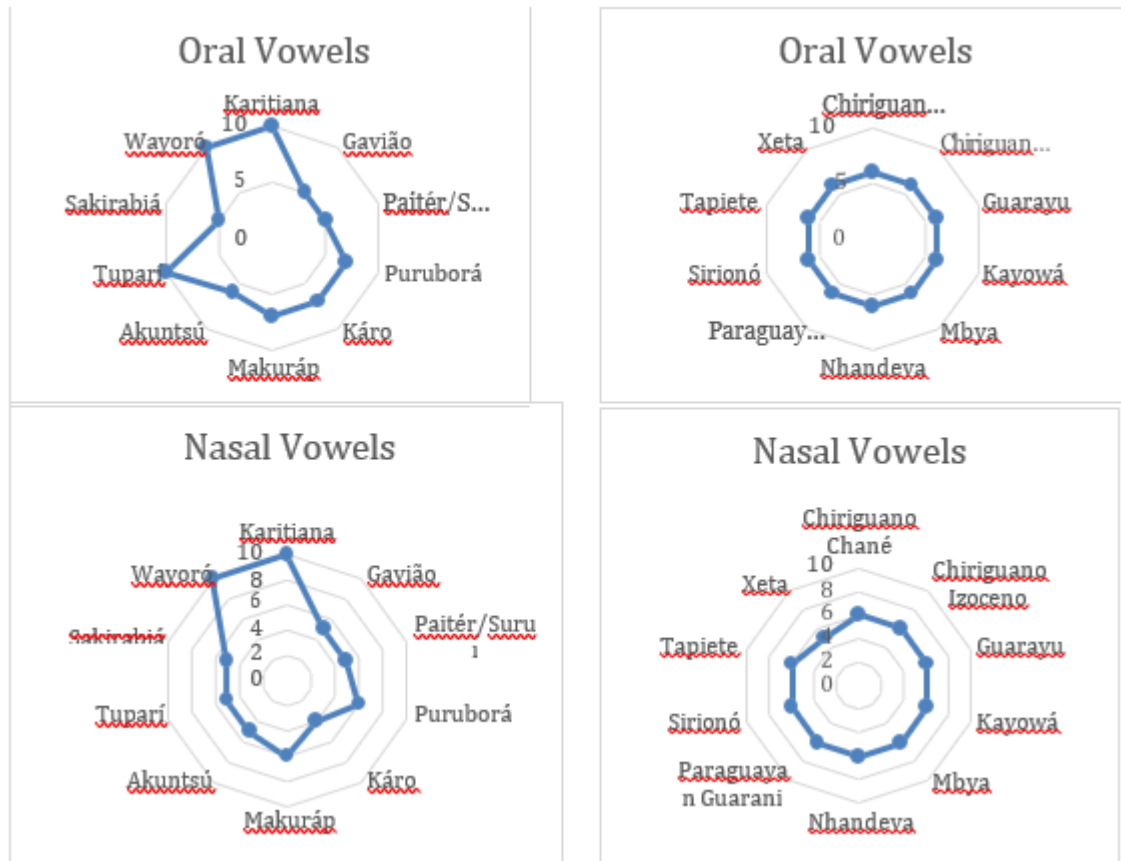 Oral Vowels
Karitiana
10
Wayoró
Gavião
5
Sakirabiá
Paitér/S...
0
Tuparí
Puruborá
Akuntsú
Káro
Makuráp
Oral Vowels
Chiriguan...
10
Xeta
Chiriguan...
5
Tapiete
Guarayu
0
Sirionó
Kayowá
Paraguay...
Mbya
Nhandeva
Nasal Vowels
Karitiana
10
Wayoró
8
Gavião
6
Sakirabiá
4
Paitér/Suru
2
ı
0
Tuparí
Puruborá
Akuntsú
Káro
Makuráp
Nasal Vowels
Chiriguano
Chané
10
Xeta
8
Chiriguano
Izoceno
6
Tapiete
4
Guarayu
2
0
Sirionó
Kayowá
Paraguaya
n Guarani
Mbya
Nhandeva